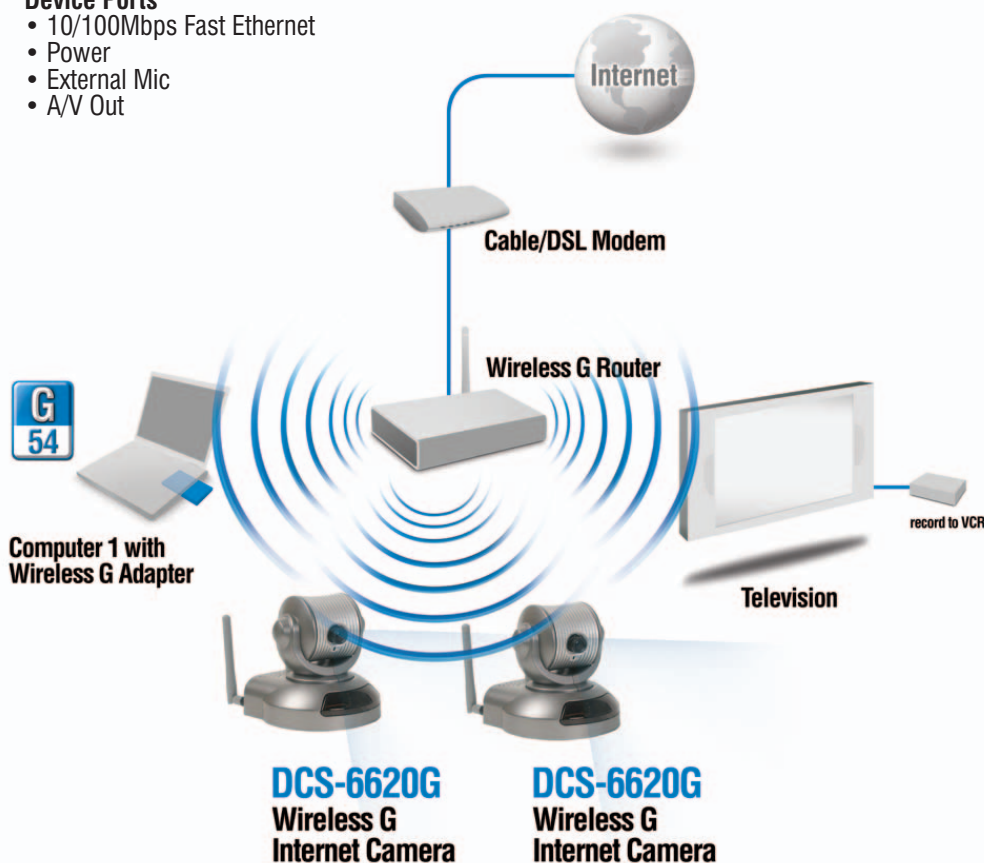 Device Ports
• 10/100Mbps Fast Ethernet
• Power
• External Mic
• A/V Out
Internet
Cable/DSL Modem
Wireless G Router
G
54
Computer 1 with
Wireless G Adapter
record to VCR
Television
DCS-6620G
Wireless G
Internet Camera
DCS-6620G
Wireless G
Internet Camera